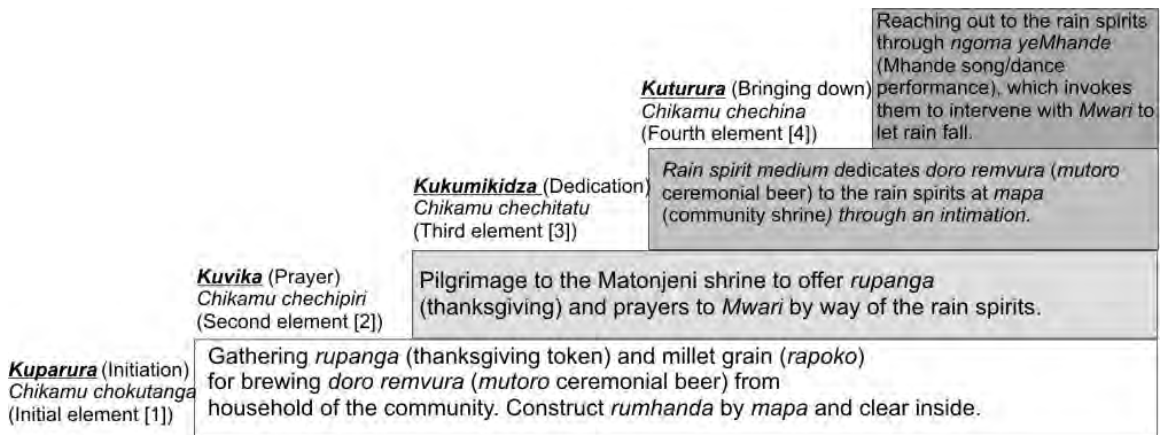 Reaching out to the rain spirits
through ngoma yeMhande
(Mhande song/dance
performance), which invokes
them to intervene with Mwari to
let rain fall.
Kuturura (Bringing down)
Chikamu chechina
(Fourth element [4])
Rain spirit medium dedicates doro remvura (mutoro
ceremonial beer) to the rain spirits at mapa
(community shrine) through an intimation.
Kukumikidza (Dedication)
Chikamu chechitatu
(Third element [3])
Pilgrimage to the Matonjeni shrine to offer rupanga
(thanksgiving) and prayers to Mwari by way of the rain spirits.
Kuvika (Prayer)
Chikamu chechipiri
(Second element [2])
Gathering rupanga (thanksgiving token) and millet grain (rapoko)
for brewing doro remvura (mutoro ceremonial beer) from
household of the community. Construct rumhanda by mapa and clear inside.
Kuparura (Initiation)
Chikamu chokutanga
(Initial element [1])